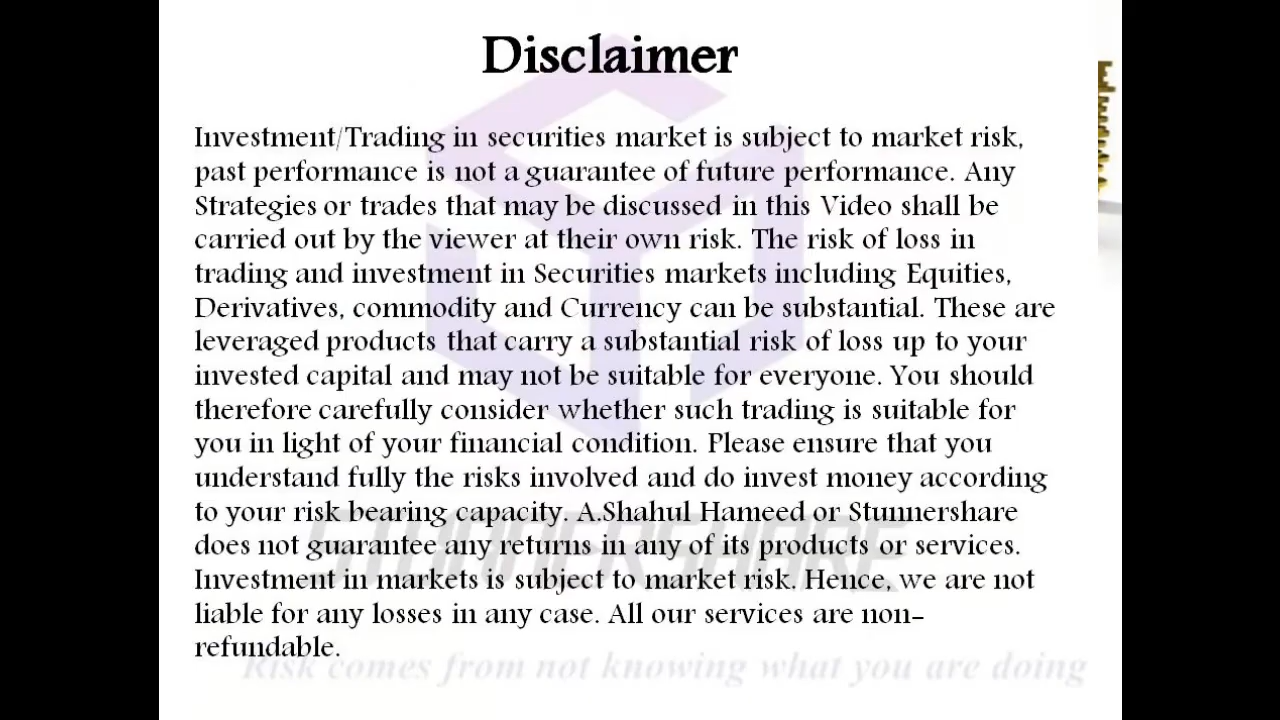 Disclaimer
Investment/Trading in securities market is subject to market risk,
past performance is not a guarantee of future performance. Any
Strategies or trades that may be discussed in this Video shall be
carried out by the viewer at their own risk. The risk of loss in
trading and investment in Securities markets including Equities,
Derivatives, commodity and Currency can be substantial. These are
leveraged products that carry a substantial risk of loss up to your
invested capital and may not be suitable for everyone. You should
therefore carefully consider whether such trading is suitable for
you in light of your financial condition. Please ensure that you
understand fully the risks involved and do invest money according
to your risk bearing capacity. A.Shahul Hameed or Stunnershare
does not guarantee any returns in any of its products or services.
Investment in markets is subject to market risk. Hence, we are not
liable for any losses in any case. All our services are non-
refundable.
STUNNERSHARE
Risk comes from not knowing what you are doing